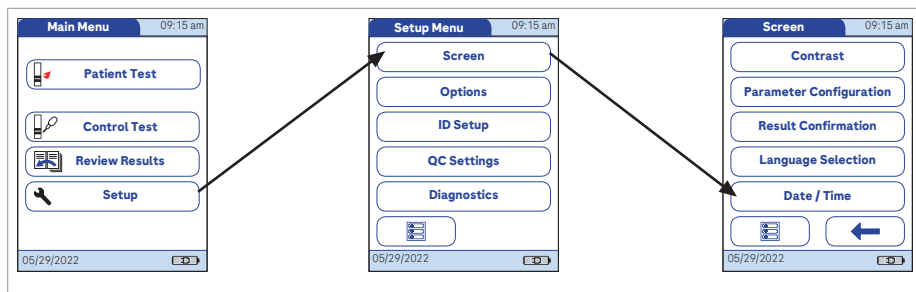 Main Menu 09:15 am
Patient Test
Control Test
Review Results
Setup
05/29/2022
Setup Menu 09:15 am
Screen
Options
ID Setup
QC Settings
Diagnostics
05/29/2022
Screen 09:15 am
Contrast
Parameter Configuration
Result Confirmation
Language Selection
Date / Time
05/29/2022